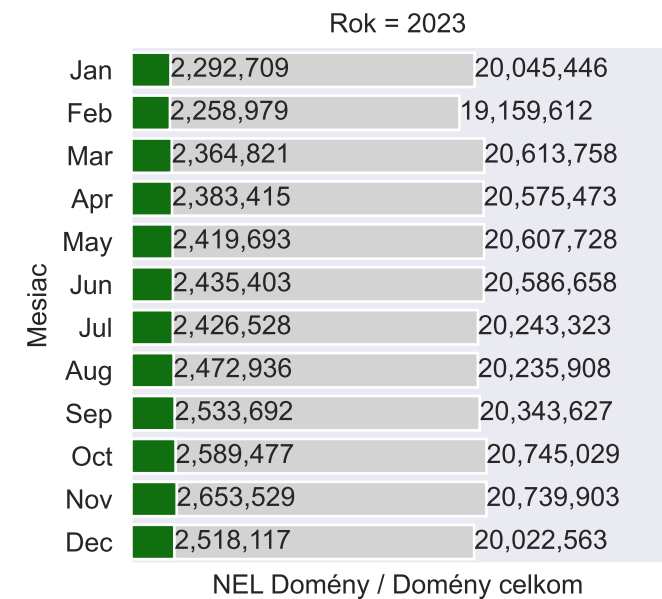 Rok = 2023
Jan 2,292,709 20,045,446
Feb 2,258,979 19,159,612
Mar 2,364,821 20,613,758
Apr 2,383,415 20,575,473
May 2,419,693 20,607,728
Jun 2,435,403 20,586,658
Jul 2,426,528 20,243,323
Aug 2,472,936 20,235,908
Sep 2,533,692 20,343,627
Oct 2,589,477 20,745,029
Nov 2,653,529 20,739,903
Dec 2,518,117 20,022,563
Mesiac
NEL Domény / Domény celkom